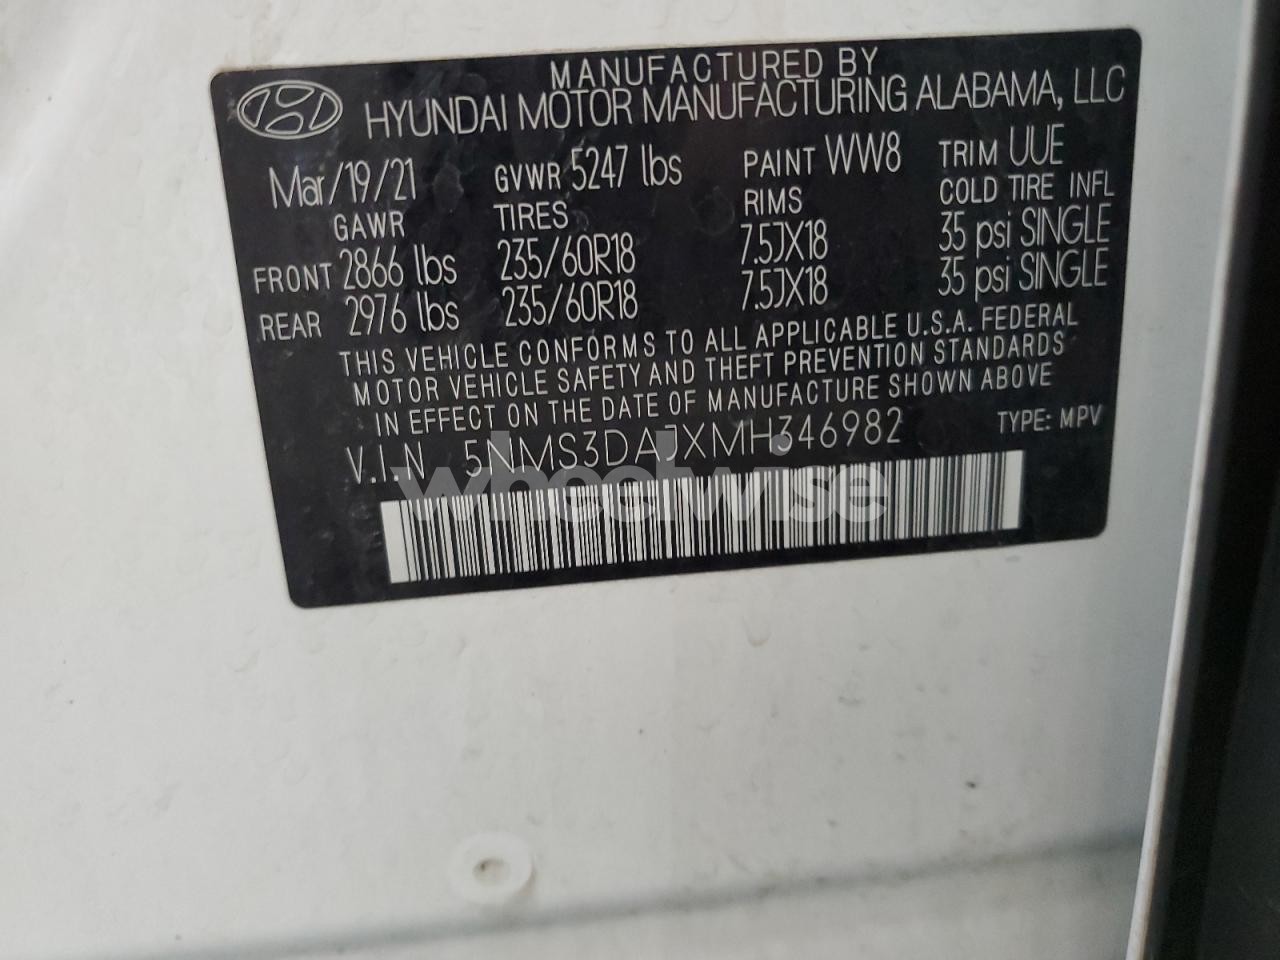 MANUFACTURED BY
HYUNDAI MOTOR MANUFACTURING ALABAMA, LLC
Mar/19/21 GVWR 5247 lbs PAINT WW8 TRIM UUE
GAWR TIRES RIMS COLD TIRE INFL
FRONT 2866 lbs 235/60R18 7.5JX18 35 psi SINGLE
REAR 2976 lbs 235/60R18 7.5JX18 35 psi SINGLE
THIS VEHICLE CONFORMS TO ALL APPLICABLE U.S.A. FEDERAL
MOTOR VEHICLE SAFETY AND THEFT PREVENTION STANDARDS
IN EFFECT ON THE DATE OF MANUFACTURE SHOWN ABOVE
V.I.N 5NMS3DAJXMH346982 TYPE: MPV
wheelwise